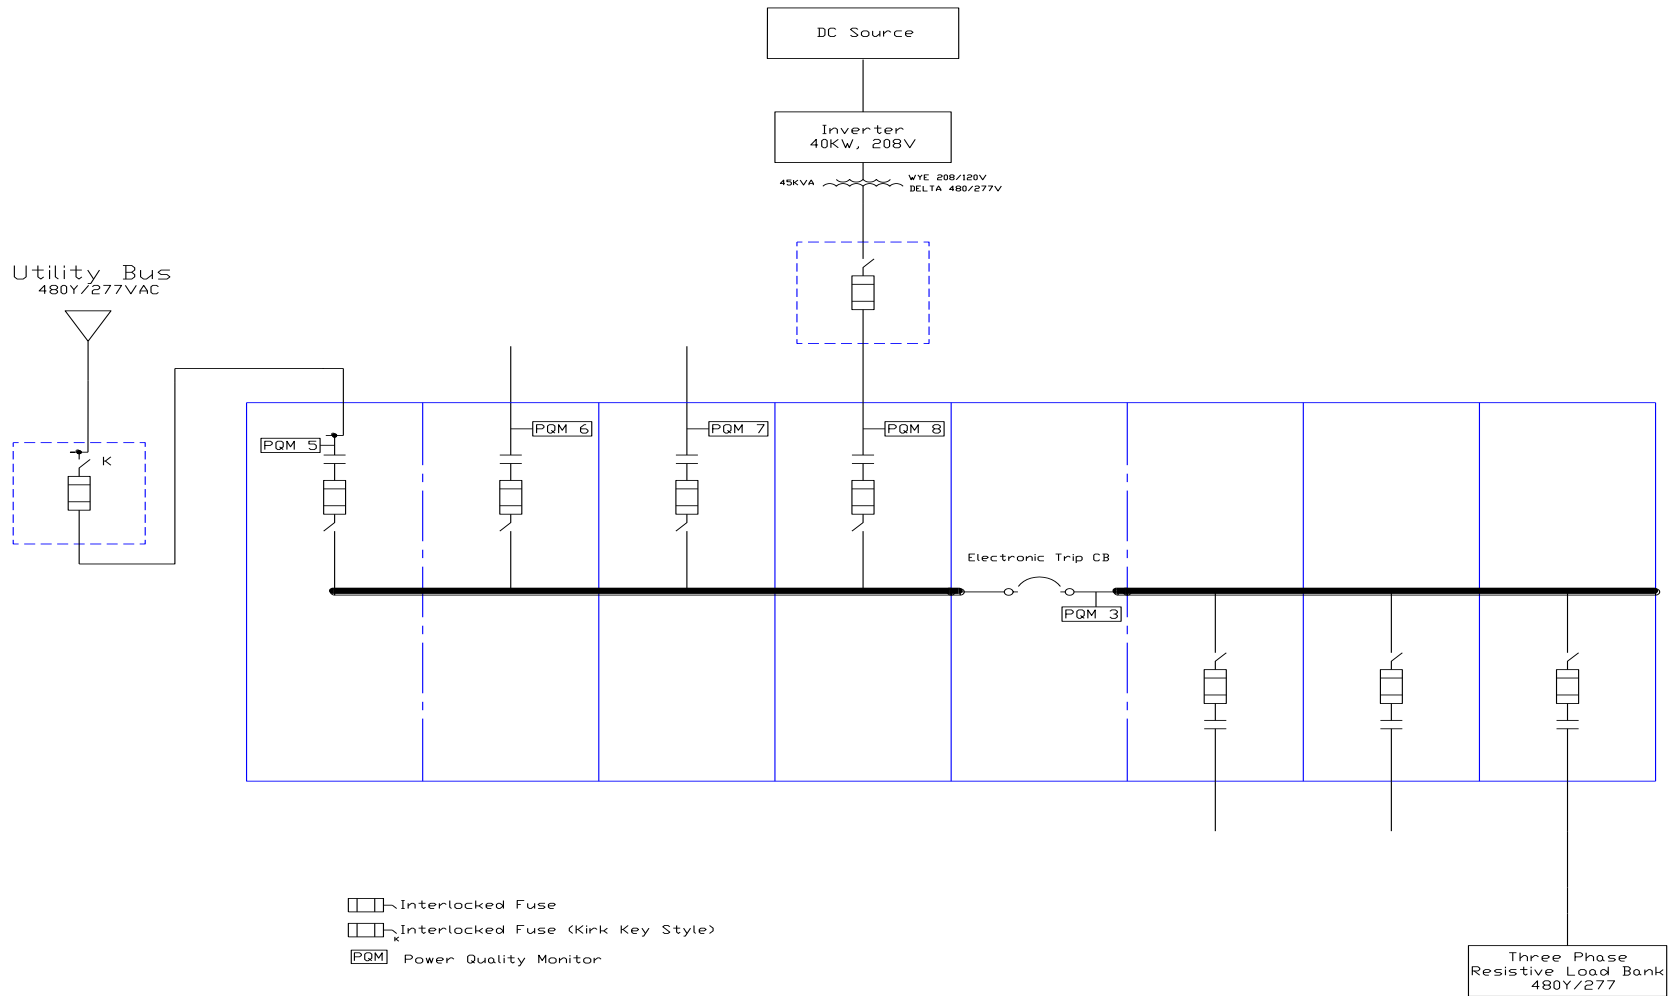 DC Source
Inverter
40KW, 208V
45KVA
WYE 208/120V
DELTA 480/277V
Utility Bus
480Y/277VAC
K
PQM 5
PQM 6
PQM 7
PQM 8
Electronic Trip CB
PQM 3
Interlocked Fuse
K
Interlocked Fuse (Kirk Key Style)
PQM
Power Quality Monitor
Three Phase
Resistive Load Bank
480Y/277